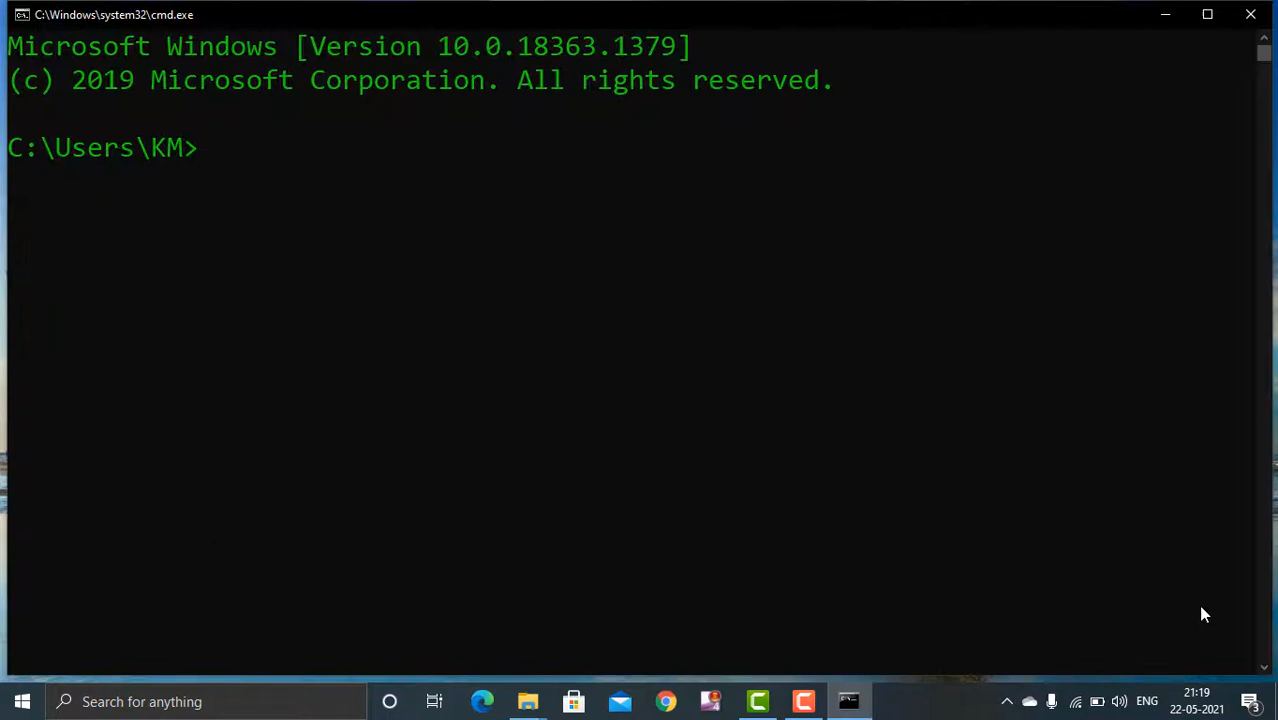 C:\Windows\system32\cmd.exe
Microsoft Windows [Version 10.0.18363.1379]
(c) 2019 Microsoft Corporation. All rights reserved.
C:\Users\KM>
Search for anything
ENG
21:19
22-05-2021
3